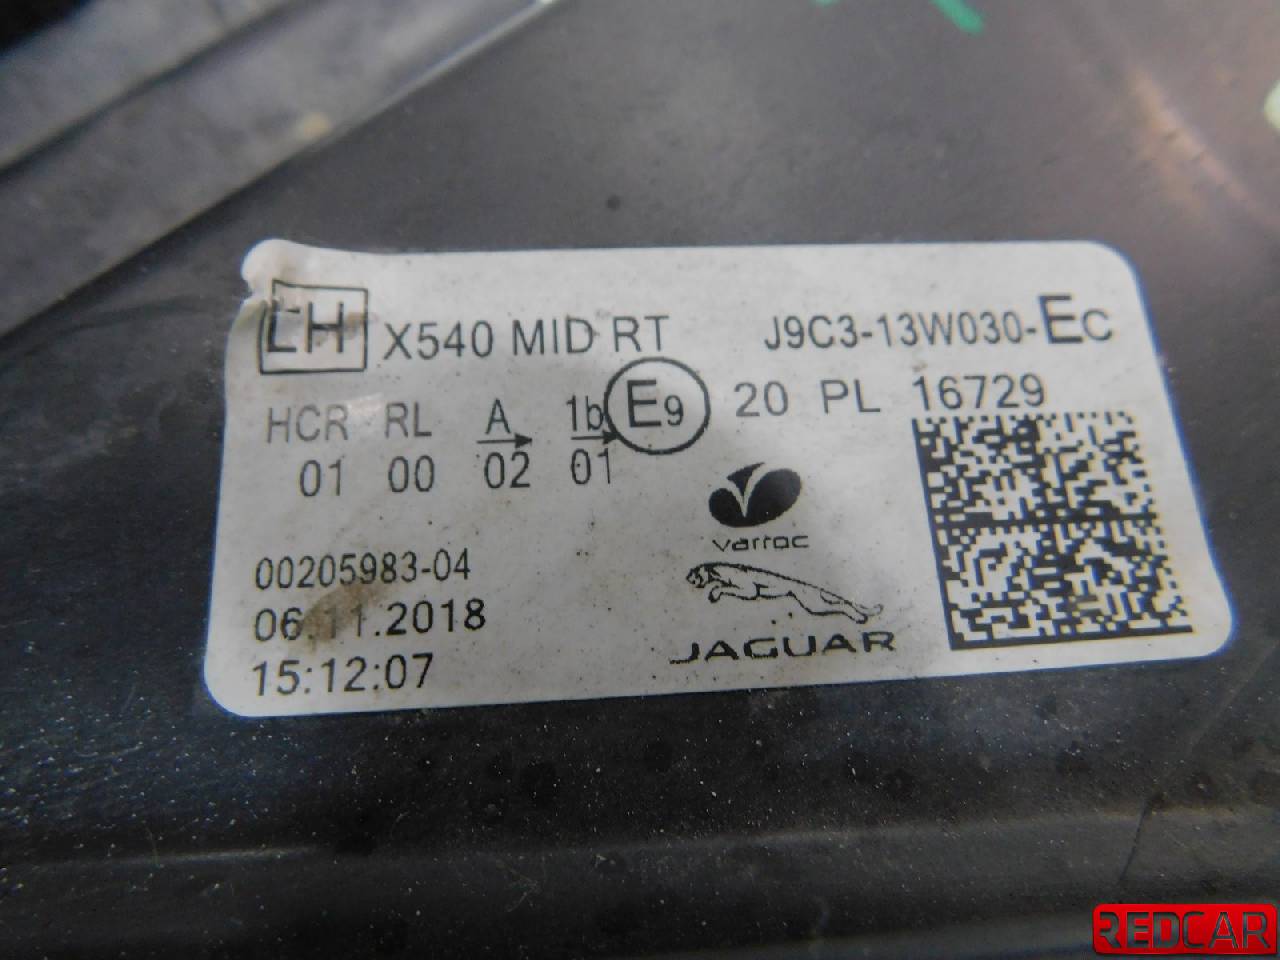 LH X540 MID RT J9C3-13W030-EC
HCR RL A 1b E9 20 PL 16729
01 00 02 01
varroc
00205983-04
06.11.2018
15:12:07
JAGUAR
REDCAR